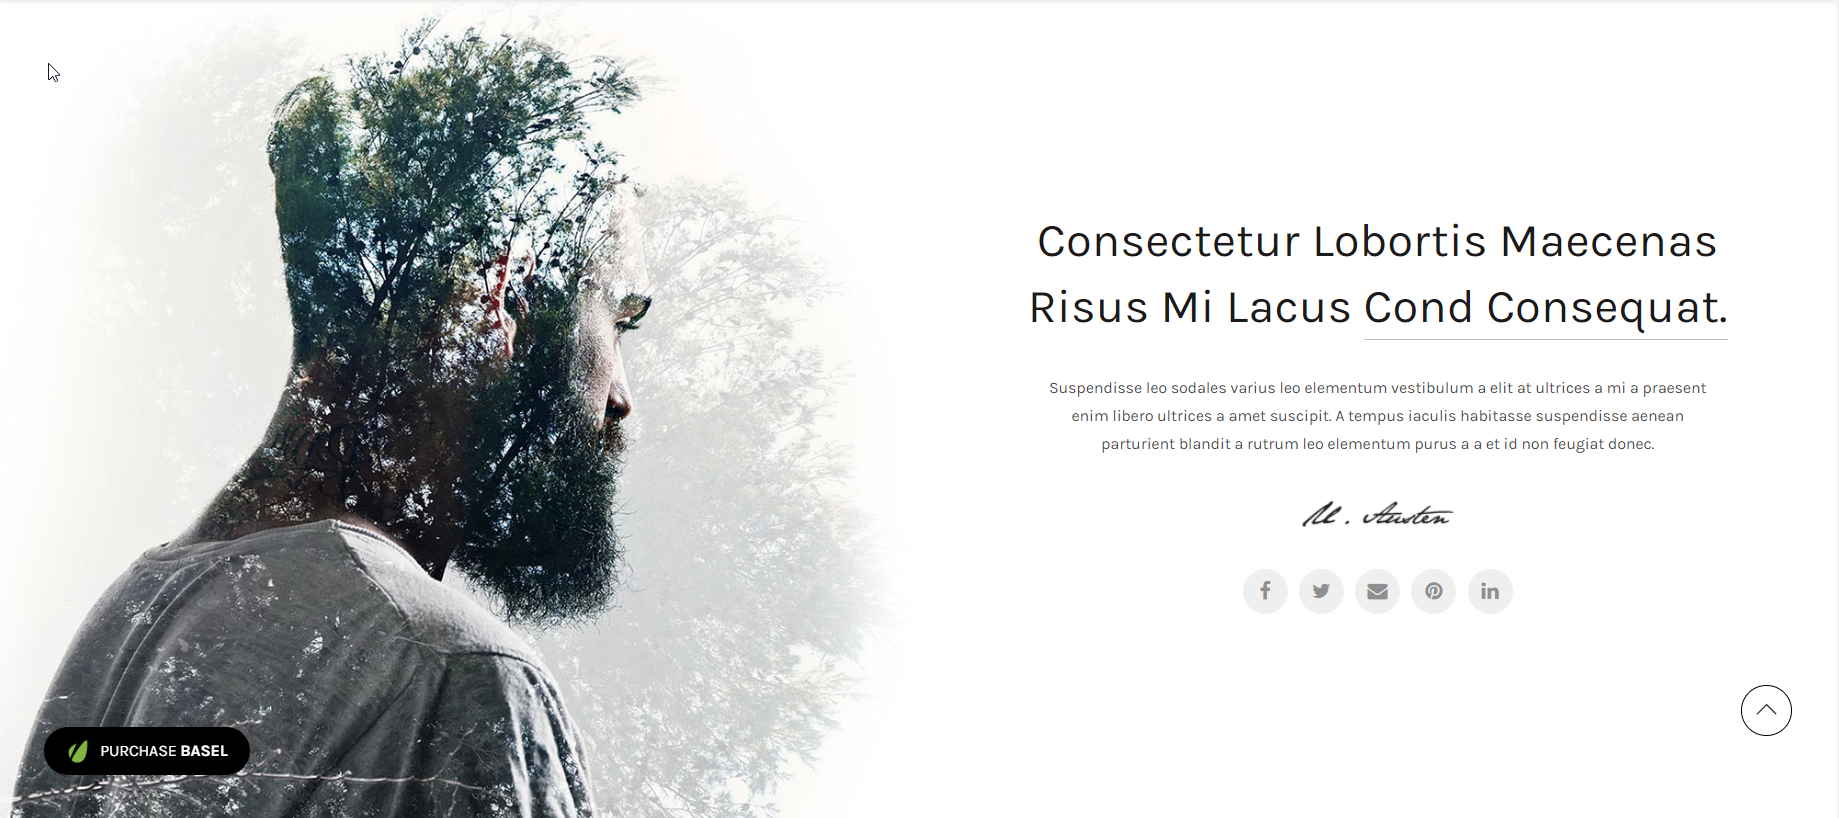 Consectetur Lobortis Maecenas
Risus Mi Lacus Cond Consequat.
Suspendisse leo sodales varius leo elementum vestibulum a elit at ultrices a mi a praesent
enim libero ultrices a amet suscipit. A tempus iaculis habitasse suspendisse aenean
parturient blandit a rutrum leo elementum purus a a et id non feugiat donec.
M. Austen
PURCHASE BASEL